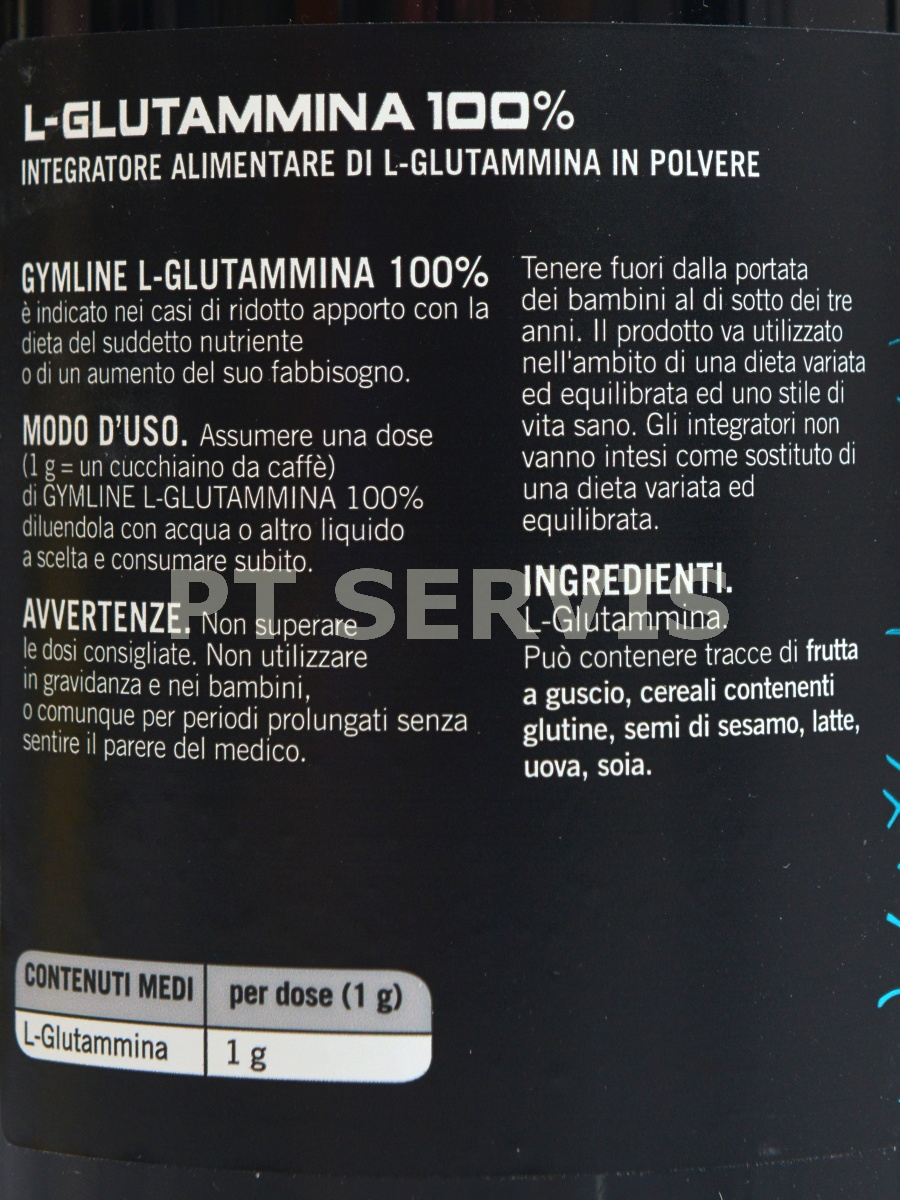 L-GLUTAMMINA 100%
INTEGRATORE ALIMENTARE DI L-GLUTAMMINA IN POLVERE
GYMLINE L-GLUTAMMINA 100%
è indicato nei casi di ridotto apporto con la
dieta del suddetto nutriente
o di un aumento del suo fabbisogno.
MODO D'USO. Assumere una dose
(1 g = un cucchiaino da caffè)
di GYMLINE L-GLUTAMMINA 100%
diluendola con acqua o altro liquido
a scelta e consumare subito.
AVVERTENZE. Non superare
le dosi consigliate. Non utilizzare
in gravidanza e nei bambini,
o comunque per periodi prolungati senza
sentire il parere del medico.
Tenere fuori dalla portata
dei bambini al di sotto dei tre
anni. Il prodotto va utilizzato
nell'ambito di una dieta variata
ed equilibrata ed uno stile di
vita sano. Gli integratori non
vanno intesi come sostituto di
una dieta variata ed
equilibrata.
INGREDIENTI.
L-Glutammina.
Può contenere tracce di frutta
a guscio, cereali contenenti
glutine, semi di sesamo, latte,
uova, soia.
PT SERVIS
CONTENUTI MEDI per dose (1 g)
L-Glutammina 1 g